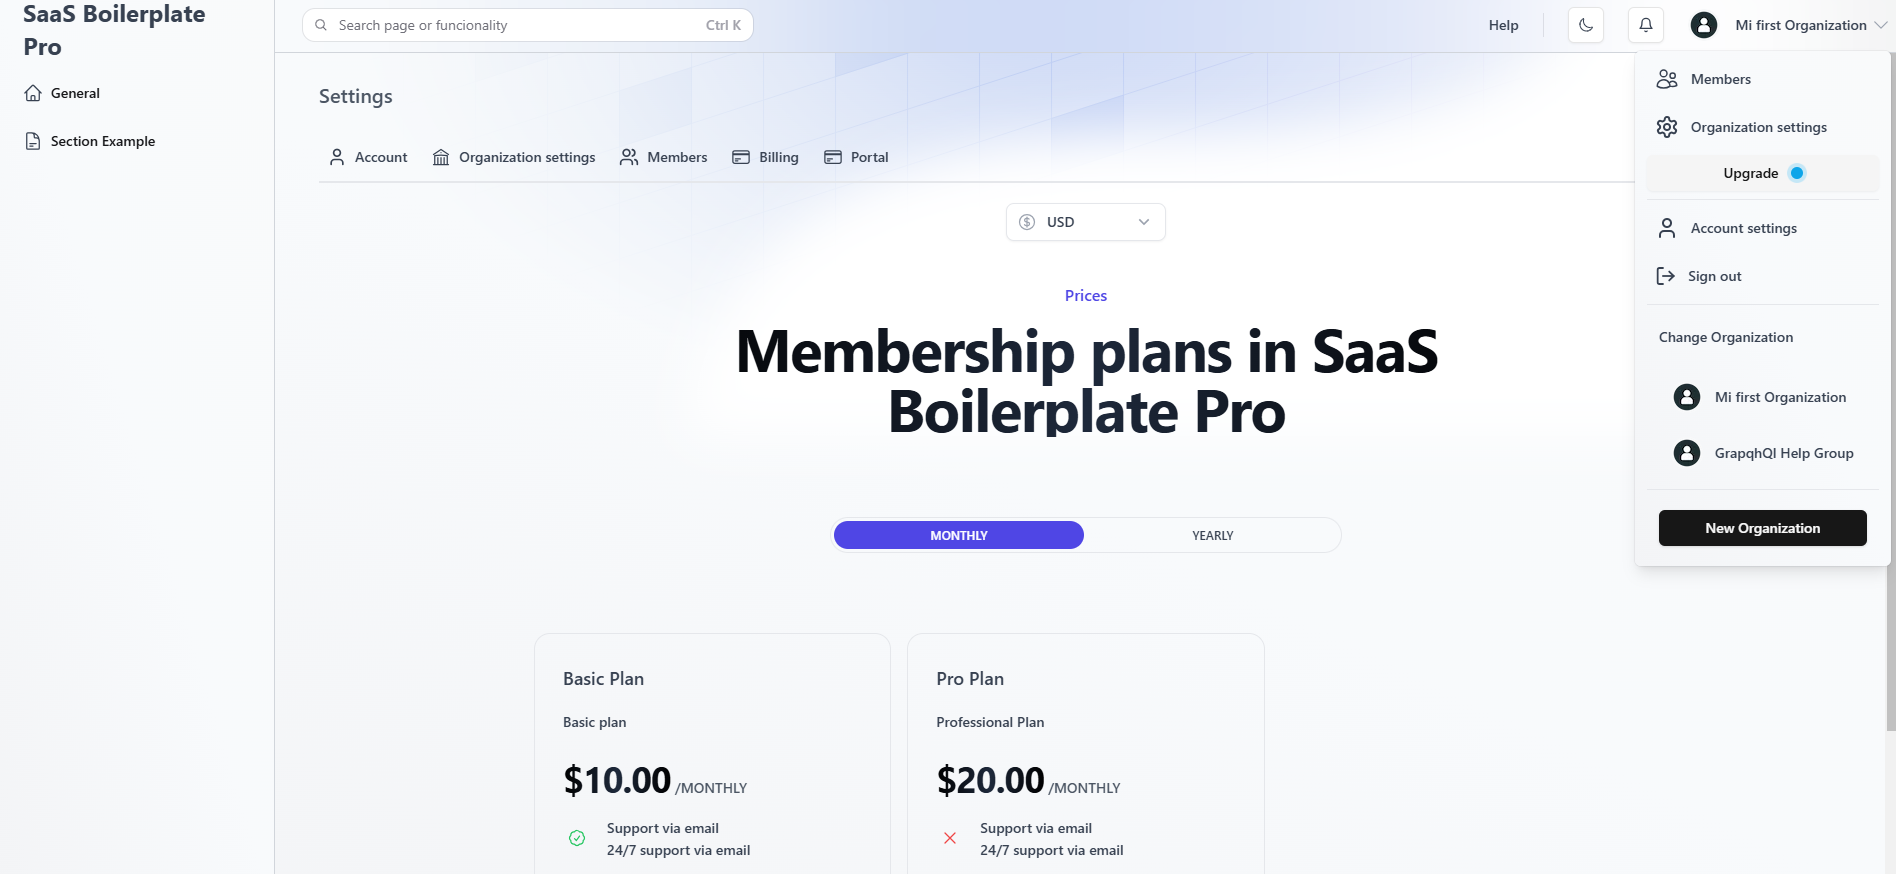 SaaS Boilerplate
Pro
General
Section Example
Search page or funcionality
Ctrl K
Help
Mi first Organization
Settings
Account
Organization settings
Members
Billing
Portal
USD
Prices
Membership plans in SaaS
Boilerplate Pro
MONTHLY
YEARLY
Basic Plan
Basic plan
$10.00 /MONTHLY
Support via email
24/7 support via email
Pro Plan
Professional Plan
$20.00 /MONTHLY
Support via email
24/7 support via email
Members
Organization settings
Upgrade
Account settings
Sign out
Change Organization
Mi first Organization
GrapqhQl Help Group
New Organization